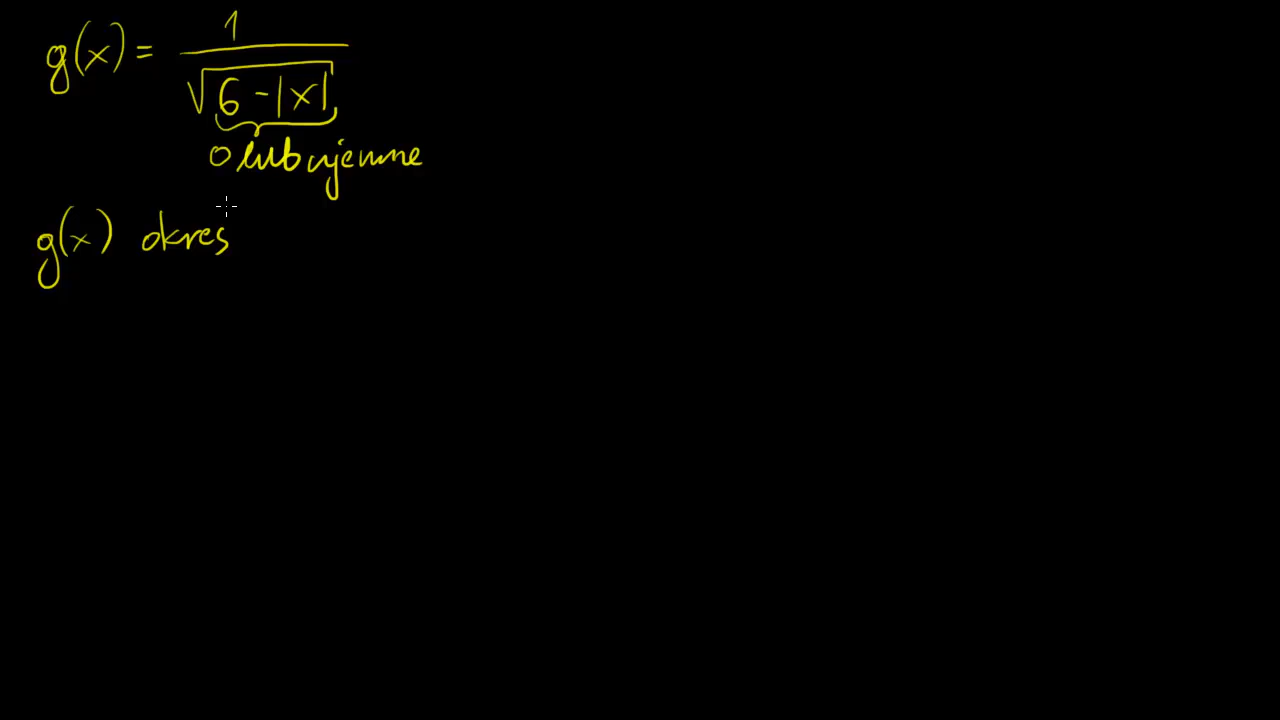 g(x) = 1 / √(6 - |x|)
0 lub ujemne
g(x) okres